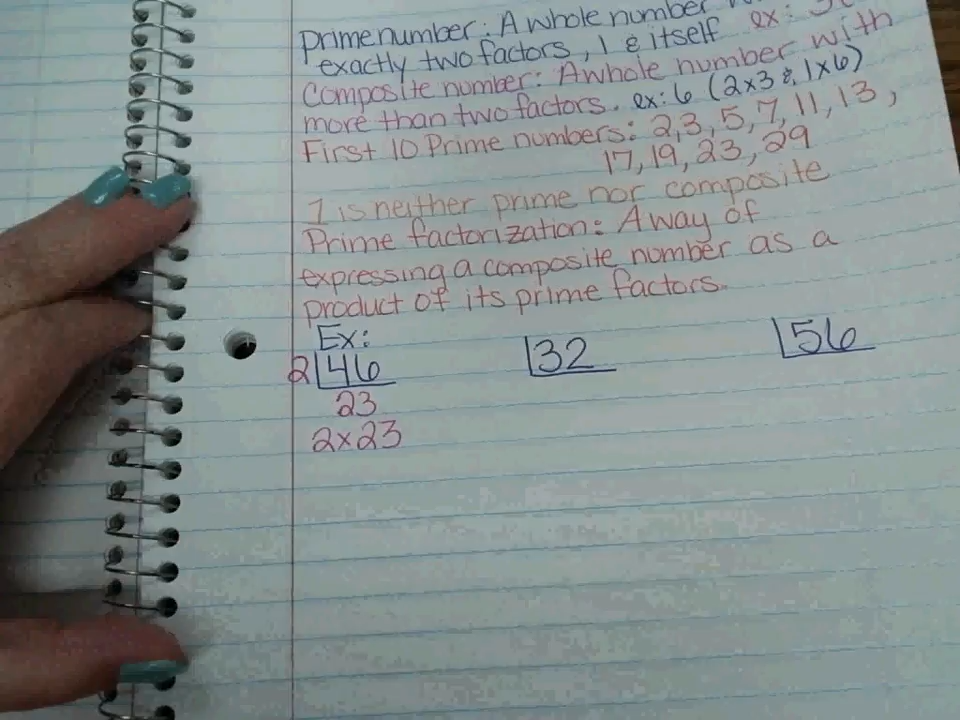 prime number: A whole number
exactly two factors, 1 & itself ex:
Composite number: A whole number with
more than two factors. ex: 6 (2x3 & 1x6)
First 10 Prime numbers: 2, 3, 5, 7, 11, 13,
17, 19, 23, 29
1 is neither prime nor composite
Prime factorization: A way of
expressing a composite number as a
product of its prime factors.
Ex:
2 46 32 56
23
2x23